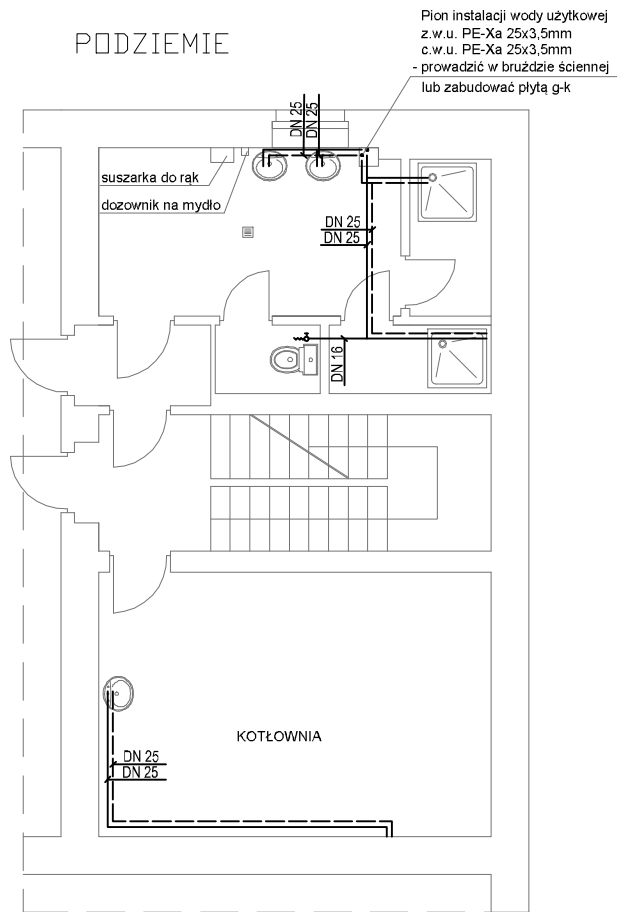 PODZIEMIE
Pion instalacji wody użytkowej
z.w.u. PE-Xa 25x3,5mm
c.w.u. PE-Xa 25x3,5mm
- prowadzić w bruździe ściennej
lub zabudować płytą g-k
DN 25
DN 25
suszarka do rąk
dozownik na mydło
DN 25
DN 25
DN 16
KOTŁOWNIA
DN 25
DN 25